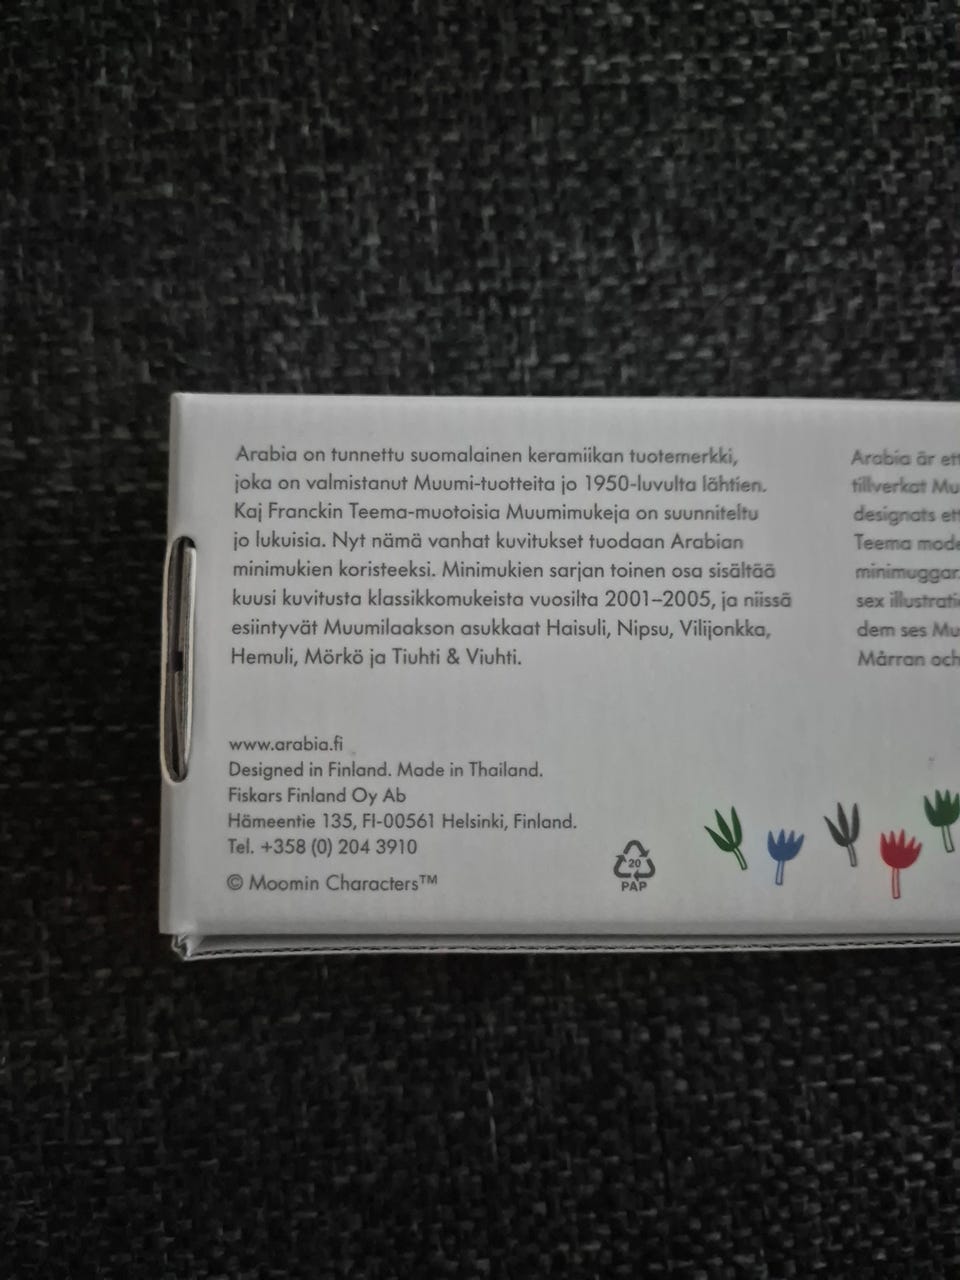 Arabia on tunnettu suomalainen keramiikan tuotemerkki,
joka on valmistanut Muumi-tuotteita jo 1950-luvulta lähtien.
Kaj Franckin Teema-muotoisia Muumimukeja on suunniteltu
jo lukuisia. Nyt nämä vanhat kuvitukset tuodaan Arabian
minimukien koristeeksi. Minimukien sarjan toinen osa sisältää
kuusi kuvitusta klassikkomukeista vuosilta 2001–2005, ja niissä
esiintyvät Muumilaakson asukkaat Haisuli, Nipsu, Vilijonkka,
Hemuli, Mörkö ja Tiuhti & Viuhti.
www.arabia.fi
Designed in Finland. Made in Thailand.
Fiskars Finland Oy Ab
Hämeentie 135, FI-00561 Helsinki, Finland.
Tel. +358 (0) 204 3910
© Moomin Characters™
20
PAP
Arabia är ett
tillverkat Mu
designats ett
Teema mode
minimuggar.
sex illustratio
dem ses Mu
Mårran och